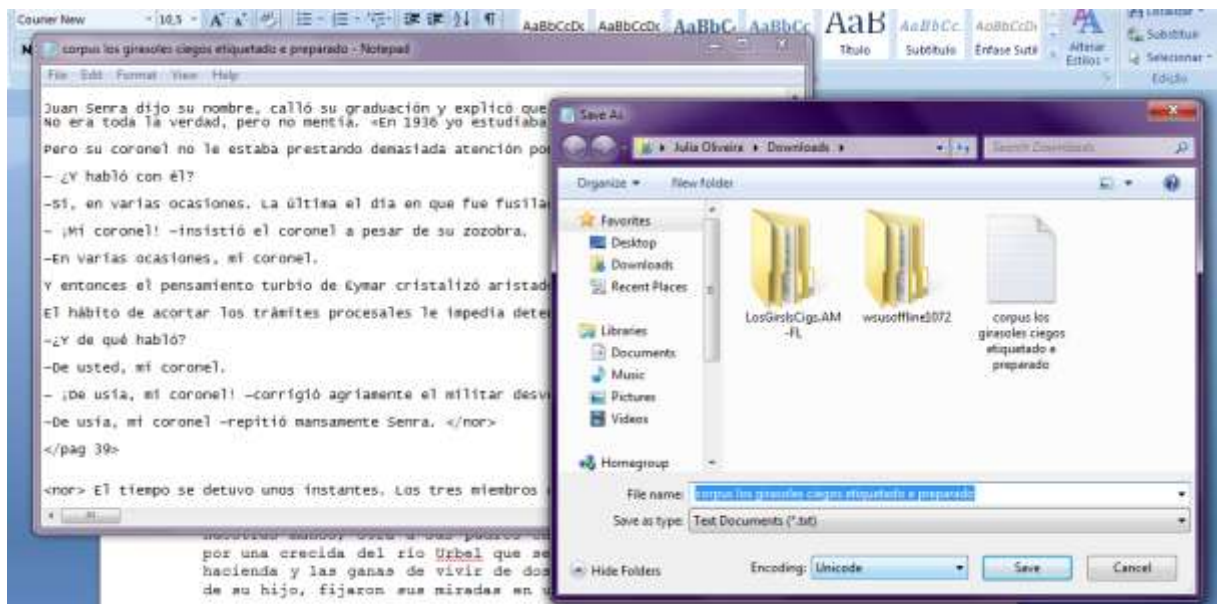 Courier New 10,5
AaBbCcDc AaBbCcDc AaBbC AaBbCc AaB AaBbCc AaBbCcDc
Título Subtítulo Ênfase Sutil Alterar Estilos
Localizar
Substituir
Selecionar
Edição
corpus los girasoles ciegos etiquetado e preparado - Notepad
File Edit Format View Help
Juan Senra dijo su nombre, calló su graduación y explicó que
No era toda la verdad, pero no mentía. «En 1936 yo estudiaba
Pero su coronel no le estaba prestando demasiada atención
– ¿Y habló con él?
–Sí, en varias ocasiones. La última el día en que fue
– ¡Mi coronel! –insistió el coronel a pesar de su zozobra.
–En varias ocasiones, mi coronel.
Y entonces el pensamiento turbio de Eymar cristalizó
El hábito de acortar los trámites procesales le impedía
–¿Y de qué habló?
–De usted, mi coronel.
– ¡De usía, mi coronel! –corrigió agriamente el militar
–De usía, mi coronel –repitió mansamente Senra. </nor>
</pag 39>
<nor> El tiempo se detuvo unos instantes. Los tres miembros
por una crecida del río Urbel que se
hacienda y las ganas de vivir de dos
de su hijo, fijaron sus miradas en
Save As
Julia Oliveira Downloads
Search Downloads
Organize New folder
Favorites
Desktop
Downloads
Recent Places
Libraries
Documents
Music
Pictures
Videos
Homegroup
LosGirslsCigs.AM
-FL
wsusoffline1072
corpus los
girasoles ciegos
etiquetado e
preparado
File name: corpus los girasoles ciegos etiquetado e preparado
Save as type: Text Documents (*.txt)
Hide Folders Encoding: Unicode Save Cancel